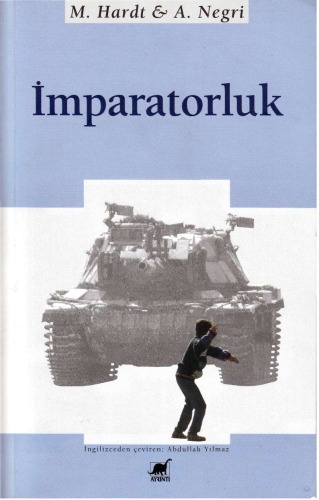 M. Hardt & A. Negri
İmparatorluk
İngilizceden çeviren: Abdullah Yılmaz
AYRINTI